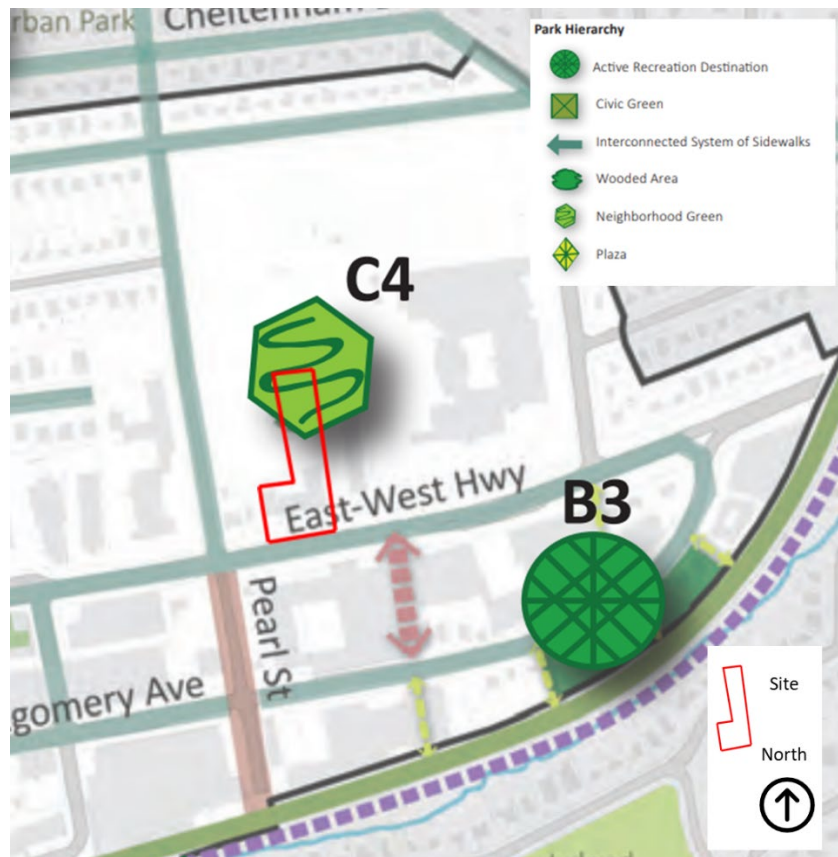 rban Park
Cheltenham
Park Hierarchy
Active Recreation Destination
Civic Green
Interconnected System of Sidewalks
Wooded Area
Neighborhood Green
Plaza
C4
East-West Hwy
B3
Pearl St
gomery Ave
Site
North